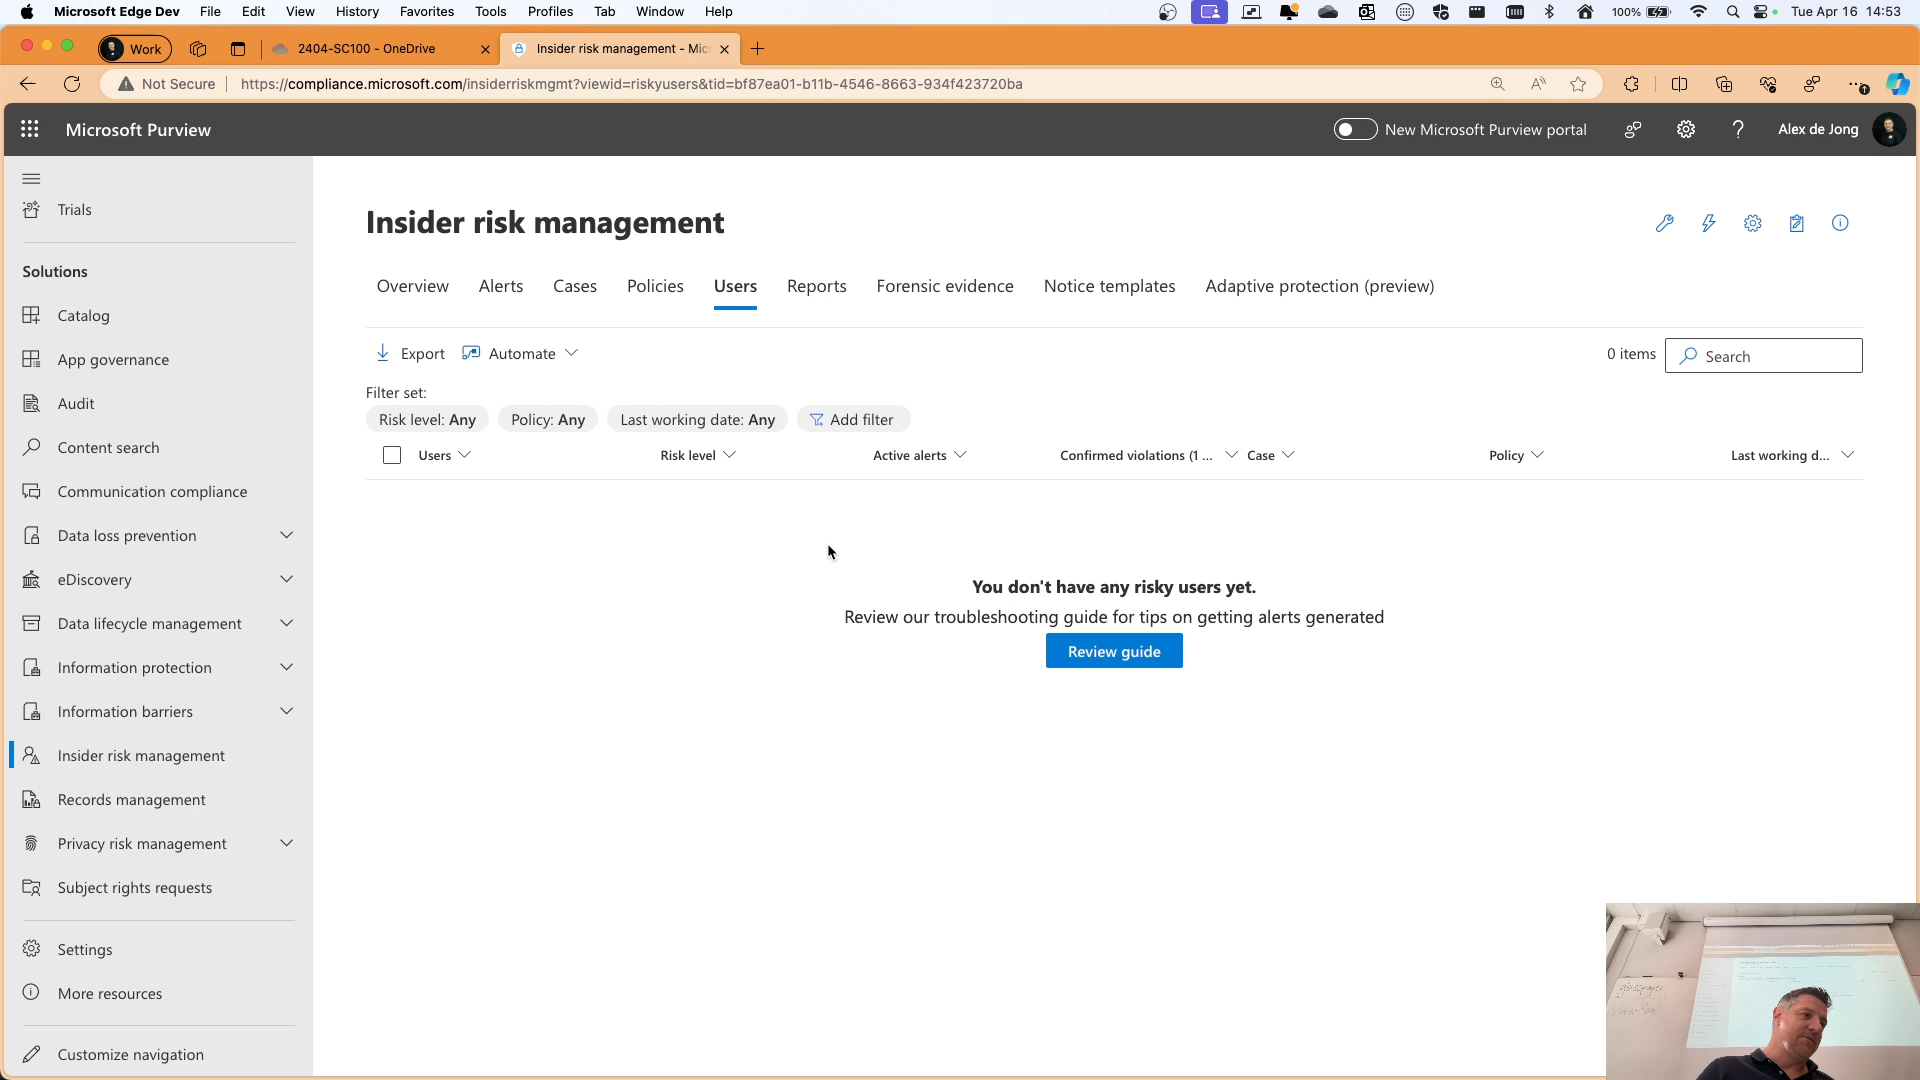 Microsoft Edge Dev File Edit View History Favorites Tools Profiles Tab Window Help 100% Tue Apr 16 14:53
Work 2404-SC100 - OneDrive Insider risk management - Mic
Not Secure https://compliance.microsoft.com/insiderriskmgmt?viewid=riskyusers&tid=bf87ea01-b11b-4546-8663-934f423720ba
Microsoft Purview New Microsoft Purview portal Alex de Jong
Trials
Solutions
Catalog
App governance
Audit
Content search
Communication compliance
Data loss prevention
eDiscovery
Data lifecycle management
Information protection
Information barriers
Insider risk management
Records management
Privacy risk management
Subject rights requests
Settings
More resources
Customize navigation
Insider risk management
Overview Alerts Cases Policies Users Reports Forensic evidence Notice templates Adaptive protection (preview)
Export Automate 0 items Search
Filter set:
Risk level: Any Policy: Any Last working date: Any Add filter
Users Risk level Active alerts Confirmed violations (1 ... Case Policy Last working d...
You don't have any risky users yet.
Review our troubleshooting guide for tips on getting alerts generated
Review guide